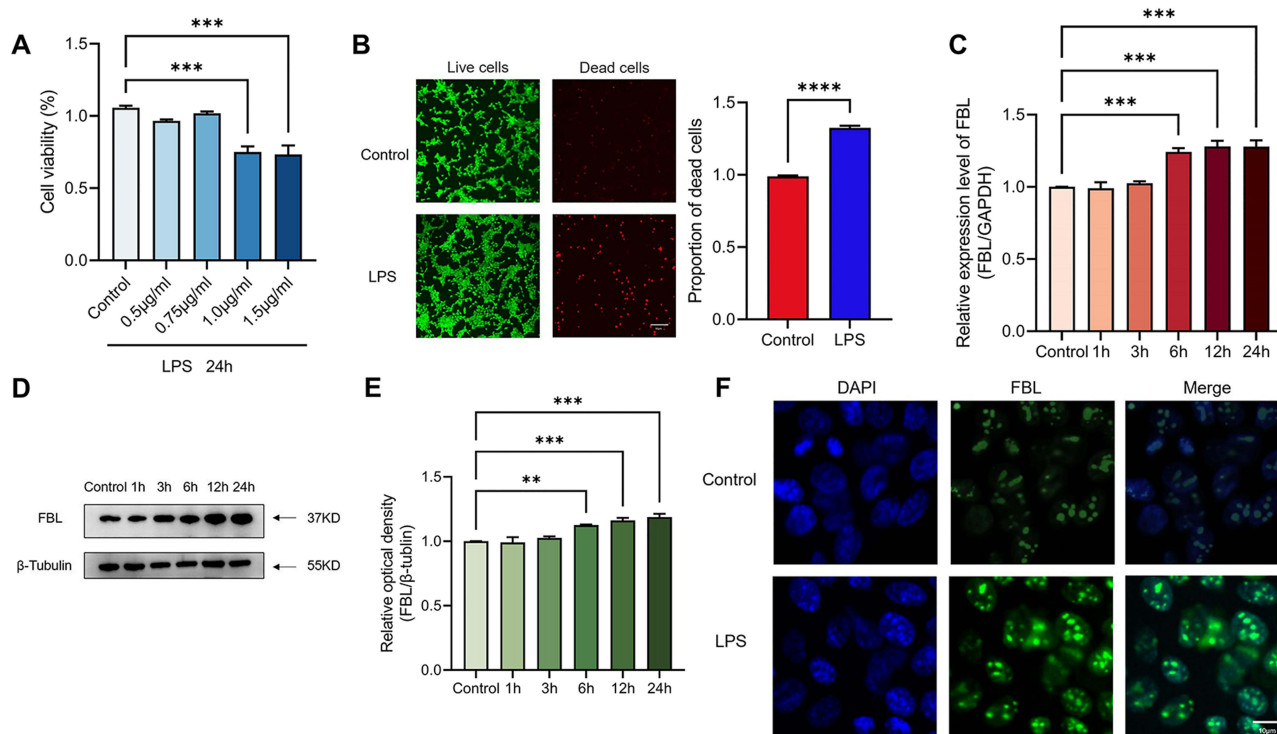 A
***
***
1.5
1.0
0.5
0.0
Cell viability (%)
Control
0.5μg/ml
0.75μg/ml
1.0μg/ml
1.5μg/ml
LPS 24h
B
Live cells
Dead cells
Control
LPS
****
1.5
1.0
0.5
0.0
Proportion of dead cells
Control
LPS
C
***
***
***
1.5
1.0
0.5
0.0
Relative expression level of FBL
(FBL/GAPDH)
Control 1h 3h 6h 12h 24h
D
Control 1h 3h 6h 12h 24h
FBL
37KD
β-Tubulin
55KD
E
***
***
**
1.5
1.0
0.5
0.0
Relative optical density
(FBL/β-tublin)
Control 1h 3h 6h 12h 24h
F
DAPI
FBL
Merge
Control
LPS
10μm